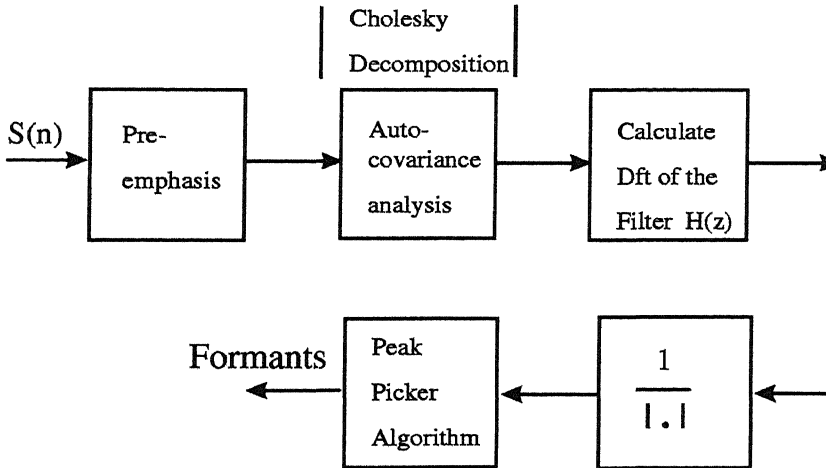 Cholesky
Decomposition
S(n)
Pre-
emphasis
Auto-
covariance
analysis
Calculate
Dft of the
Filter H(z)
Formants
Peak
Picker
Algorithm
1
|.|